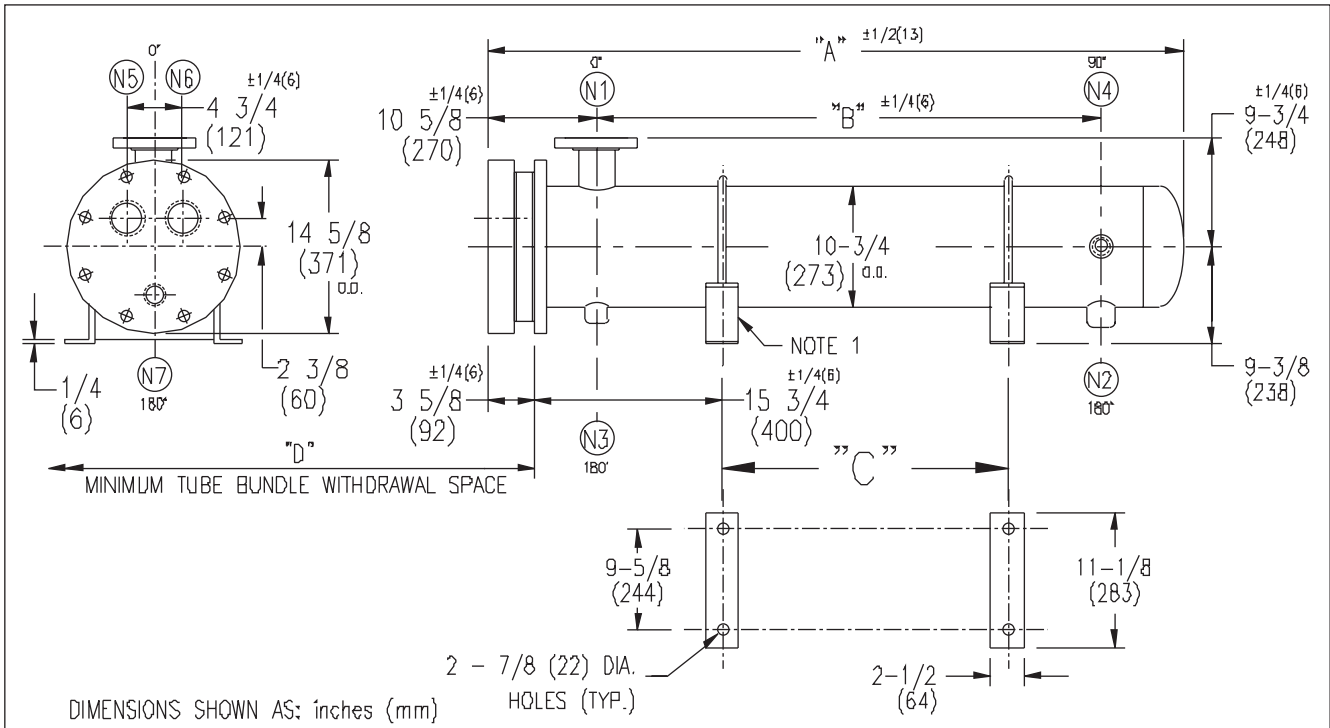 0°
N5 N6
±1/4(6)
4 3/4
(121)
14 5/8
(371)
O.D.
2 3/8
(60)
1/4
(6)
N7
180°
"D"
MINIMUM TUBE BUNDLE WITHDRAWAL SPACE
"A" ±1/2(13)
0°
N1
90°
N4
±1/4(6)
10 5/8
(270)
"B" ±1/4(6)
±1/4(6)
9-3/4
(248)
10-3/4
(273) O.D.
NOTE 1
±1/4(6)
3 5/8
(92)
±1/4(6)
15 3/4
(400)
N3
180°
N2
180°
9-3/8
(238)
"C"
9-5/8
(244)
11-1/8
(283)
2 - 7/8 (22) DIA.
HOLES (TYP.)
2-1/2
(64)
DIMENSIONS SHOWN AS: inches (mm)